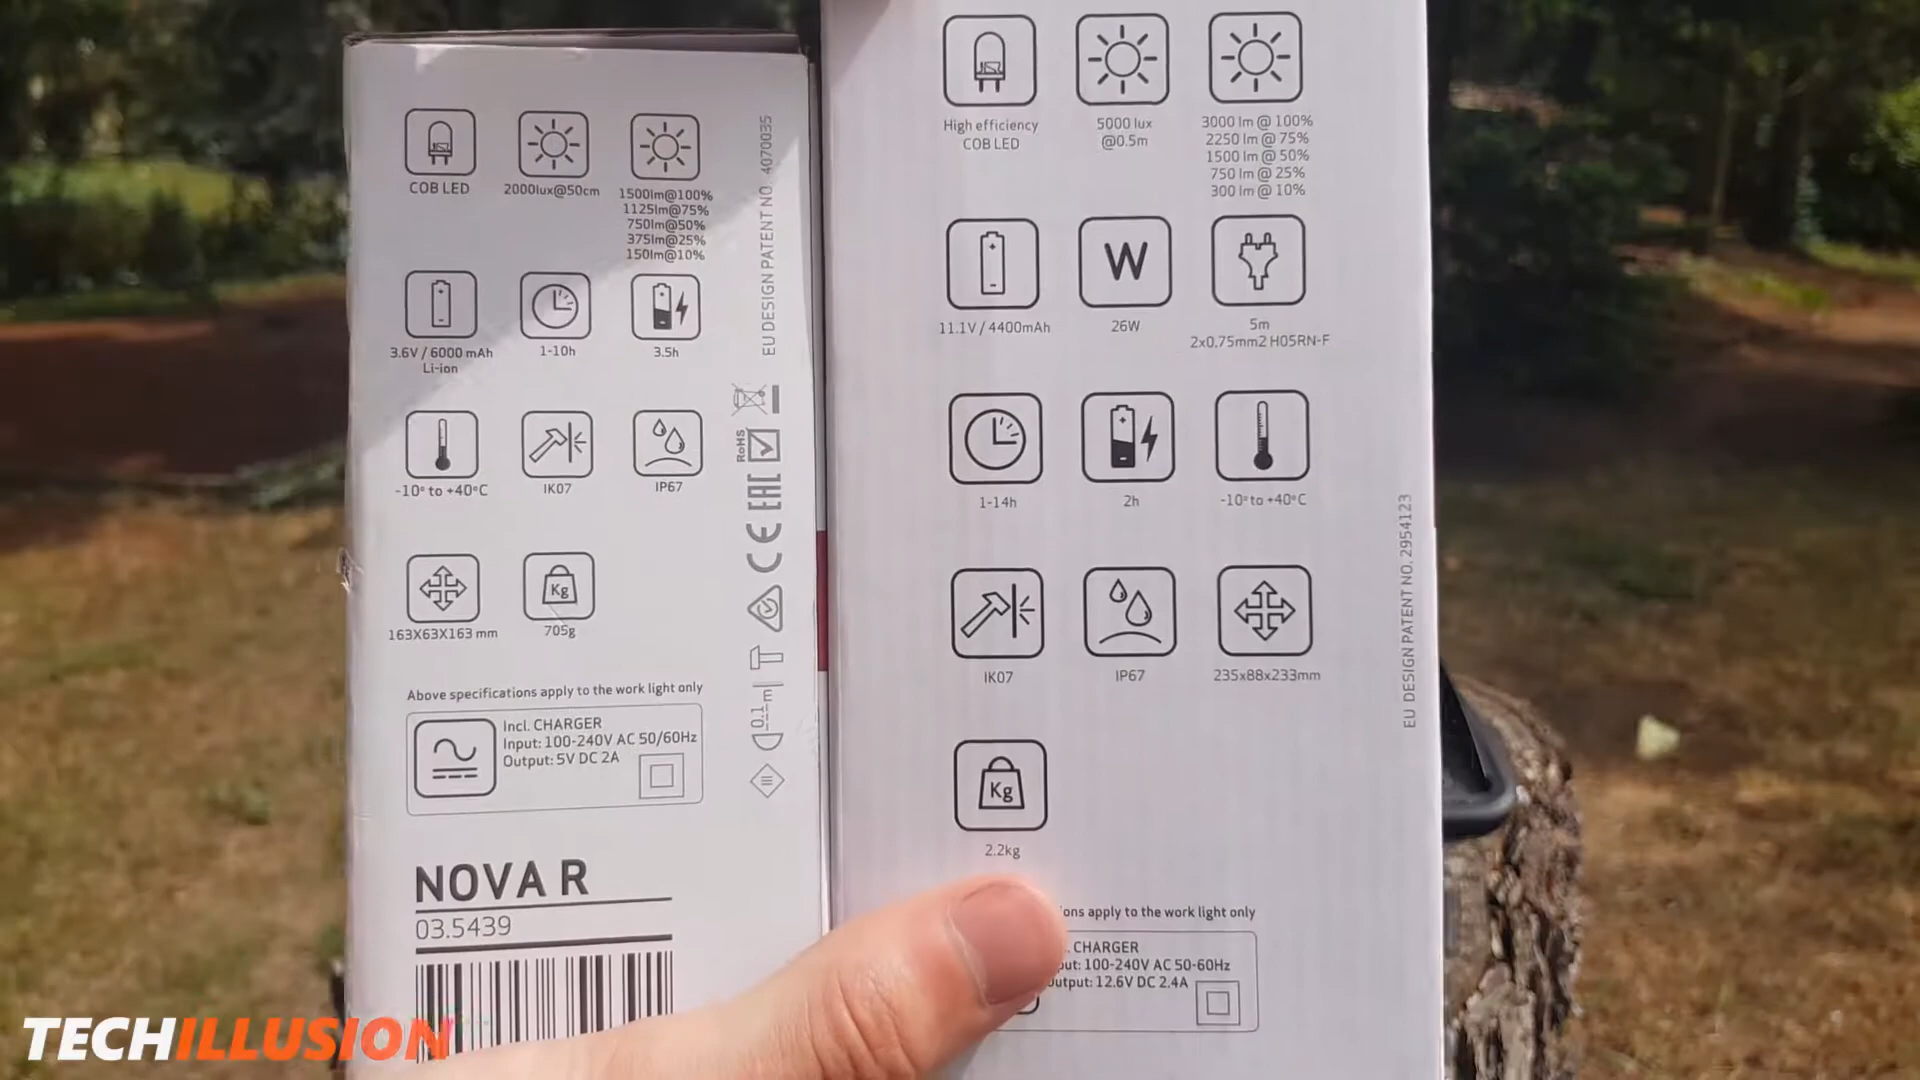 COB LED
2000lux@50cm
1500lm@100%
1125lm@75%
750lm@50%
375lm@25%
150lm@10%
3.6V / 6000 mAh
Li-ion
1-10h
3.5h
-10° to +40°C
IK07
IP67
163X63X163 mm
Kg
705g
Above specifications apply to the work light only
Incl. CHARGER
Input: 100-240V AC 50/60Hz
Output: 5V DC 2A
NOVA R
03.5439
EU DESIGN PATENT NO. 4070035
RoHS
EAC
CE
0.1m
High efficiency
COB LED
5000 lux
@0.5m
3000 lm @ 100%
2250 lm @ 75%
1500 lm @ 50%
750 lm @ 25%
300 lm @ 10%
11.1V / 4400mAh
W
26W
5m
2x0.75mm2 H05RN-F
1-14h
2h
-10° to +40°C
IK07
IP67
235x88x233mm
Kg
2.2kg
apply to the work light only
CHARGER
100-240V AC 50-60Hz
12.6V DC 2.4A
EU DESIGN PATENT NO. 2954123
TECHILLUSION